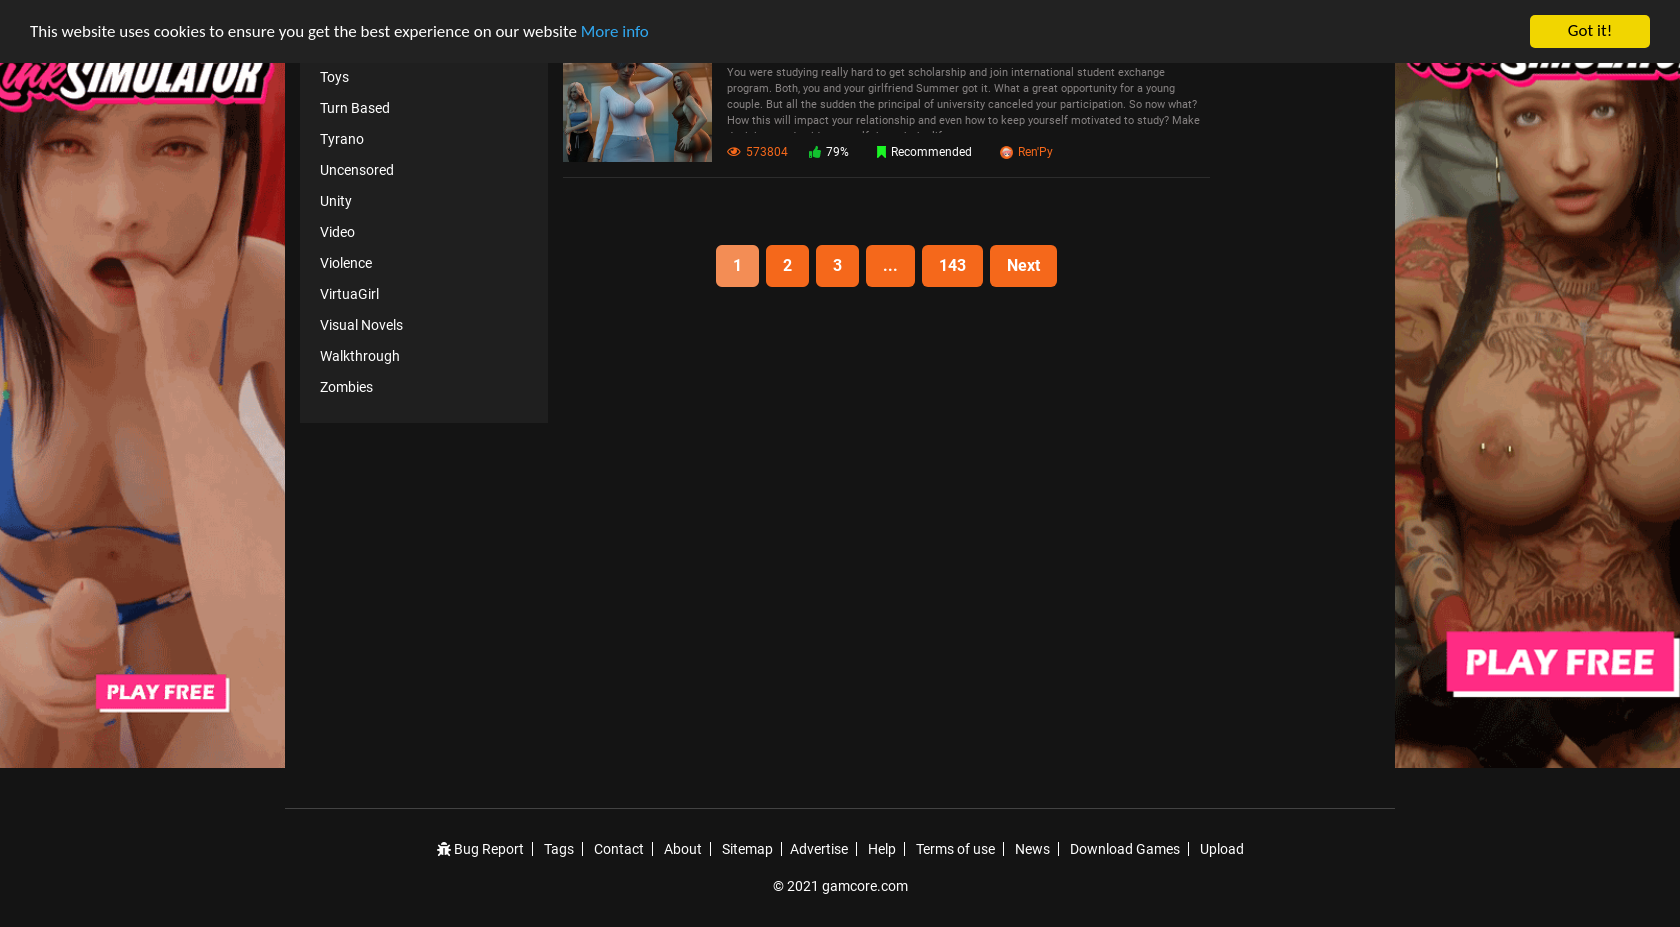 This website uses cookies to ensure you get the best experience on our website More info
Got it!
SIMULATOR
Toys
Turn Based
Tyrano
Uncensored
Unity
Video
Violence
VirtuaGirl
Visual Novels
Walkthrough
Zombies
You were studying really hard to get scholarship and join international student exchange
program. Both, you and your girlfriend Summer got it. What a great opportunity for a young
couple. But all the sudden the principal of university canceled your participation. So now what?
How this will impact your relationship and even how to keep yourself motivated to study? Make
573804
79%
Recommended
Ren'Py
1
2
3
...
143
Next
PLAY FREE
PLAY FREE
Bug Report
Tags
Contact
About
Sitemap
Advertise
Help
Terms of use
News
Download Games
Upload
© 2021 gamcore.com